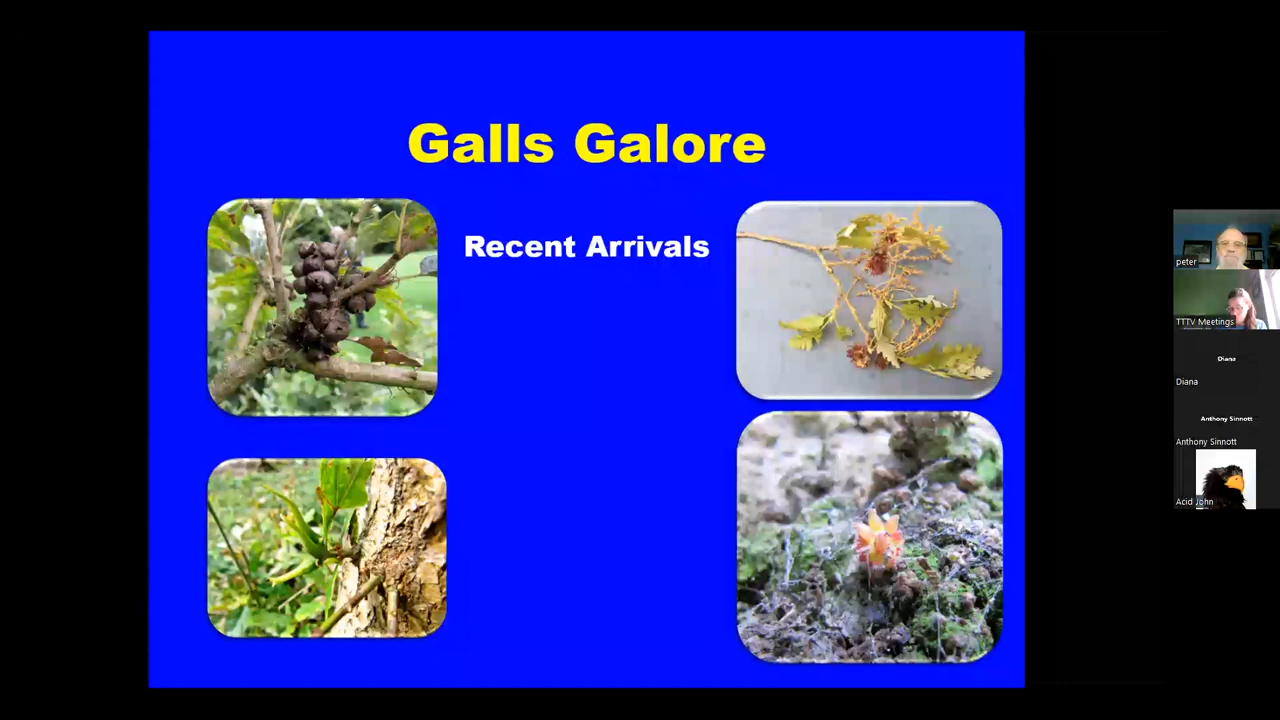 Galls Galore
Recent Arrivals
peter
TTTV Meetings
Diana
Diana
Anthony Sinnott
Anthony Sinnott
Acid John